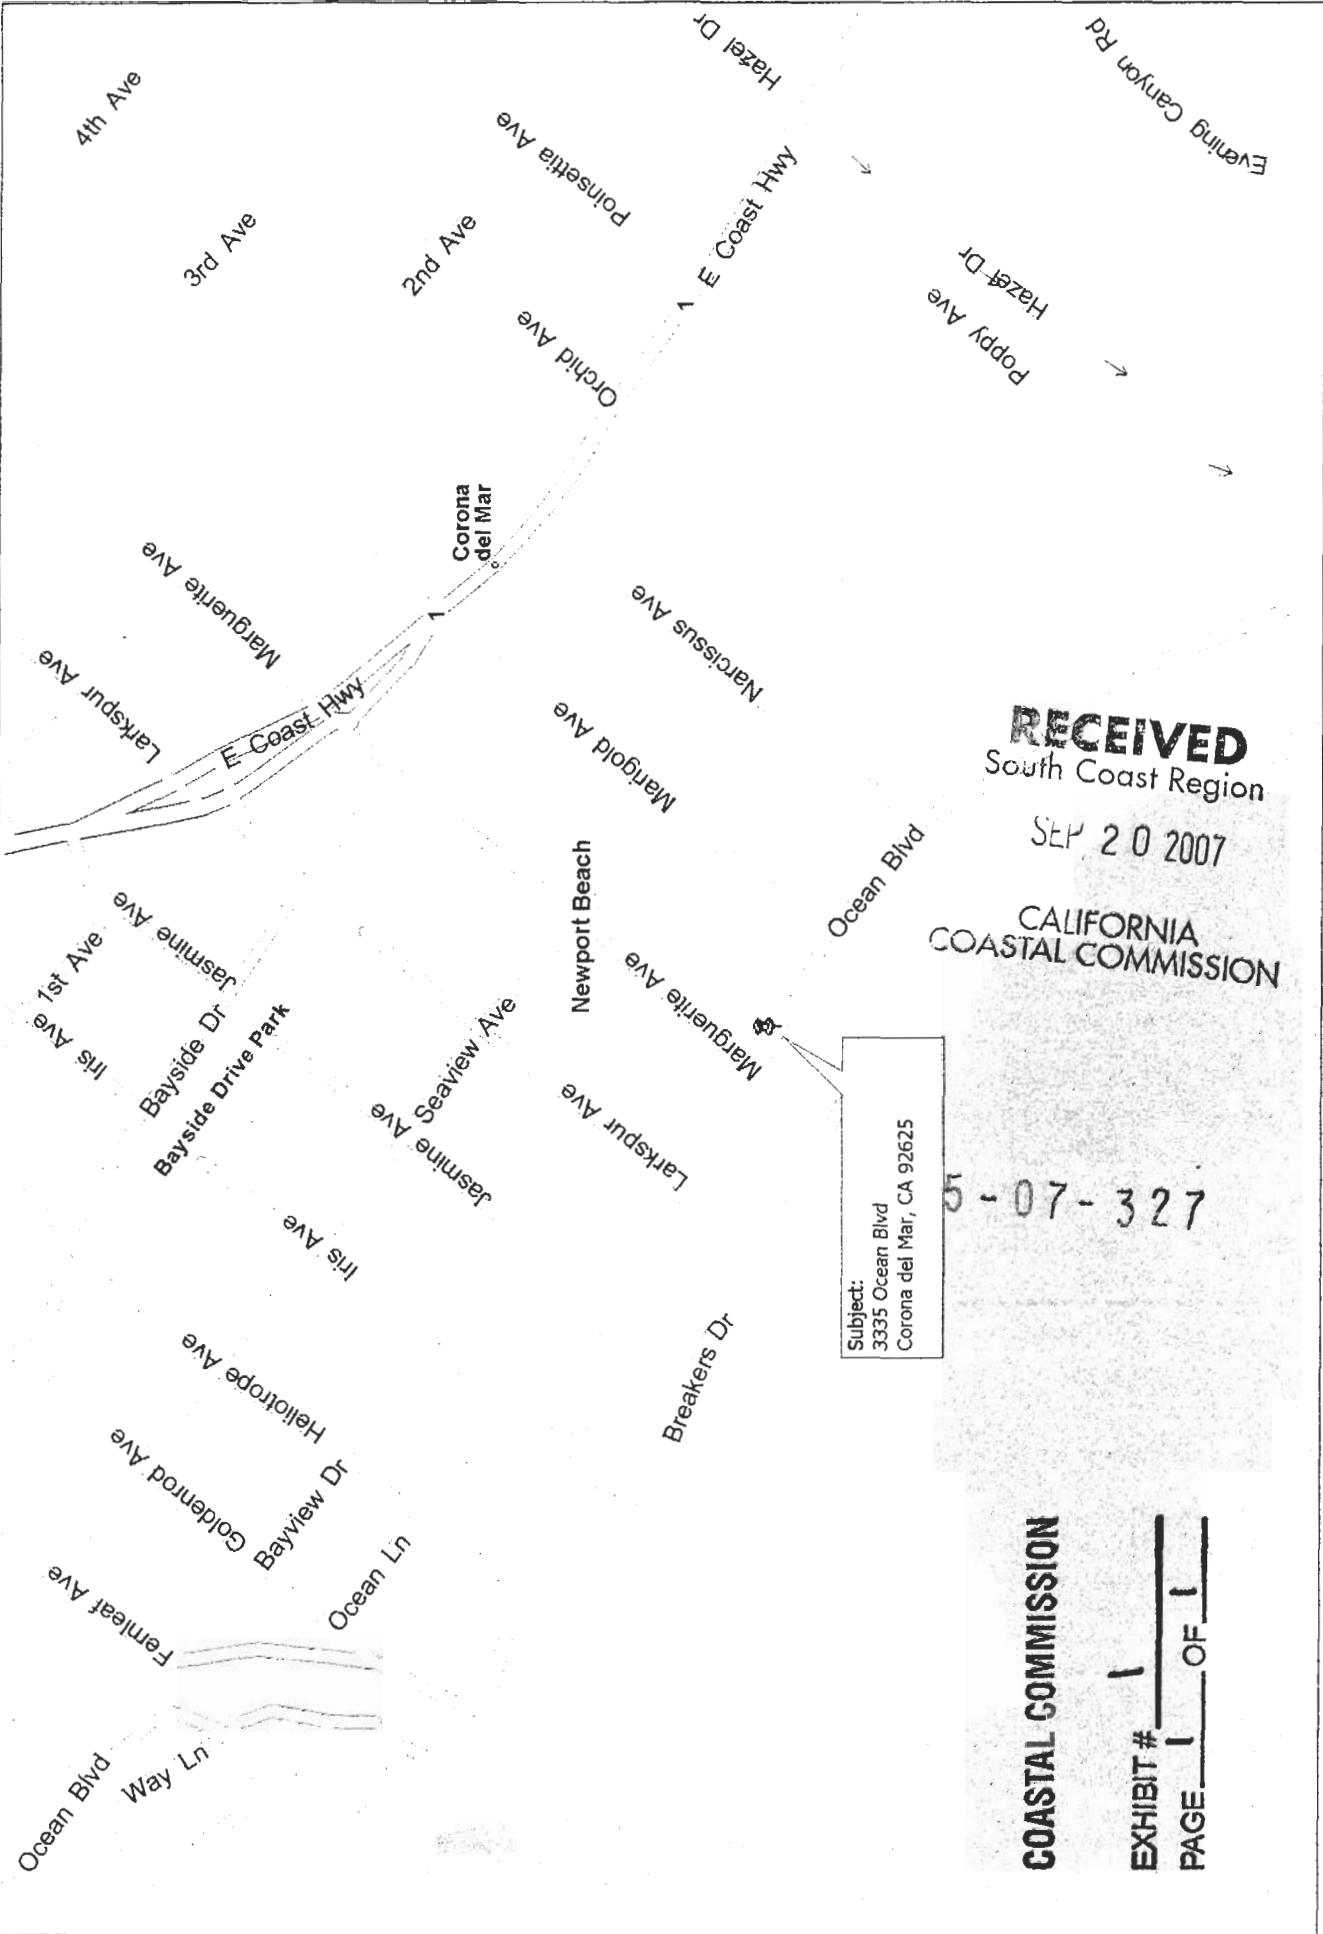 4th Ave
3rd Ave
2nd Ave
Hazel Dr
Evening Canyon Rd
Poinsettia Ave
E Coast Hwy
Orchid Ave
Hazel Dr
Poppy Ave
Corona
del Mar
Marguerite Ave
Larkspur Ave
E Coast Hwy
Narcissus Ave
Marigold Ave
RECEIVED
South Coast Region
SEP 20 2007
CALIFORNIA
COASTAL COMMISSION
Ocean Blvd
Newport Beach
Jasmine Ave
1st Ave
Iris Ave
Bayside Dr
Bayside Drive Park
Seaview Ave
Marguerite Ave
Jasmine Ave
Larkspur Ave
Iris Ave
Subject:
3335 Ocean Blvd
Corona del Mar, CA 92625
5-07-327
Breakers Dr
Heliotrope Ave
Goldenrod Ave
Bayview Dr
Ocean Ln
Fernleaf Ave
Ocean Blvd
Way Ln
COASTAL COMMISSION
EXHIBIT # 1
PAGE 1 OF 1